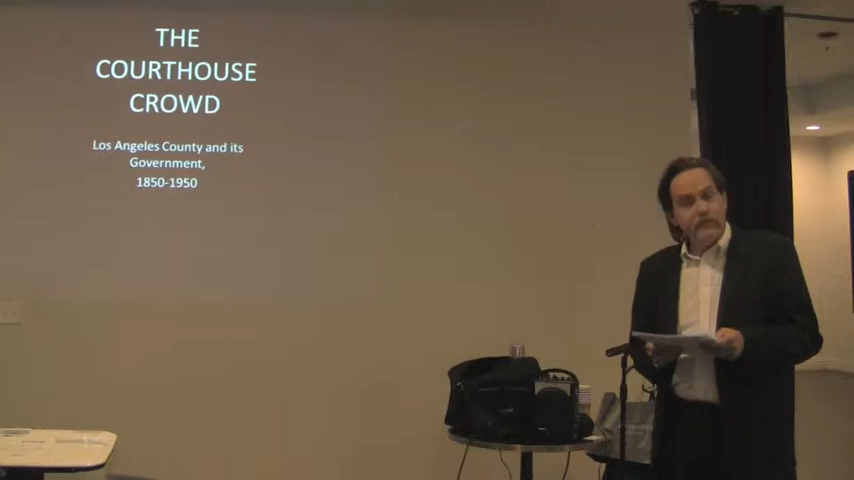 THE
COURTHOUSE
CROWD
Los Angeles County and its
Government,
1850-1950